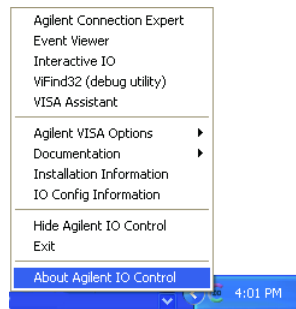 Agilent Connection Expert
Event Viewer
Interactive IO
ViFind32 (debug utility)
VISA Assistant
Agilent VISA Options
Documentation
Installation Information
IO Config Information
Hide Agilent IO Control
Exit
About Agilent IO Control
4:01 PM